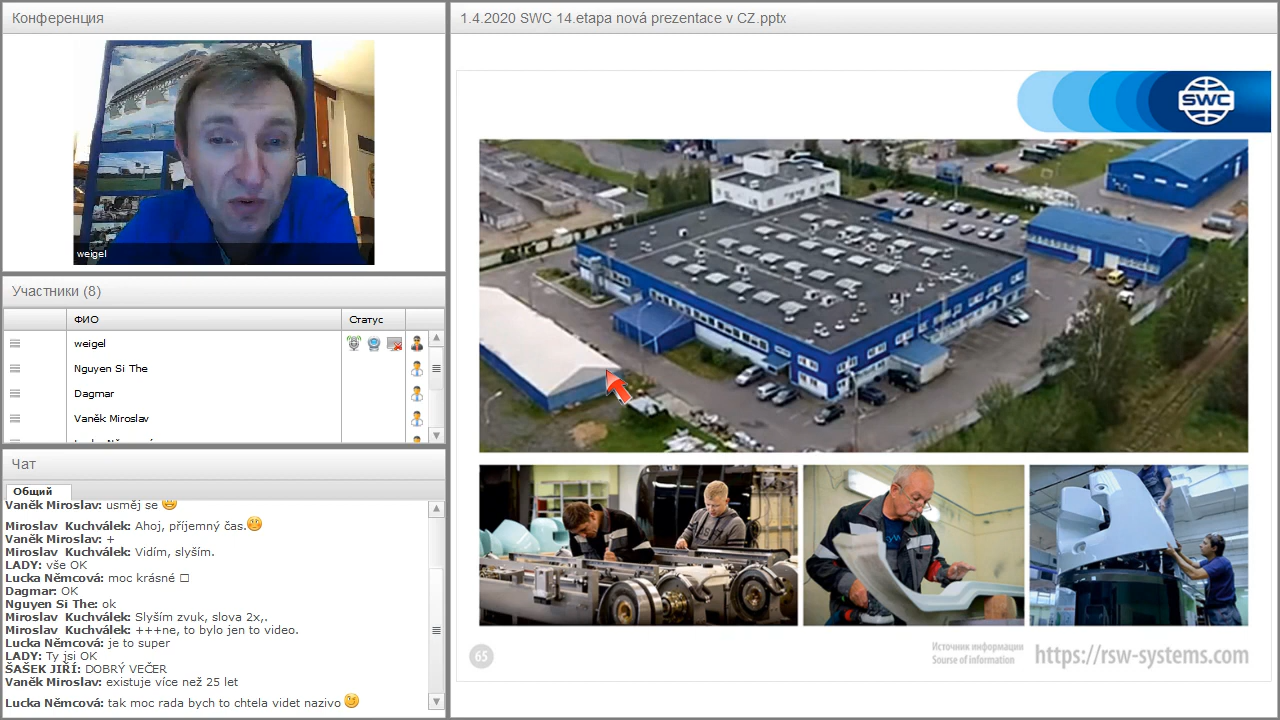 Конференция
weigel
Участники (8)
ФИО
Статус
weigel
Nguyen Si The
Dagmar
Vaněk Miroslav
Чат
Общий
Vaněk Miroslav: usměj se
Miroslav Kuchválek: Ahoj, příjemný čas.
Vaněk Miroslav: +
Miroslav Kuchválek: Vidím, slyším.
LADY: vše OK
Lucka Němcová: moc krásné
Dagmar: OK
Nguyen Si The: ok
Miroslav Kuchválek: Slyším zvuk, slova 2x,.
Miroslav Kuchválek: +++ne, to bylo jen to video.
Lucka Němcová: je to super
LADY: Ty jsi OK
ŠAŠEK JIŘÍ: DOBRÝ VEČER
Vaněk Miroslav: existuje více než 25 let
Lucka Němcová: tak moc rada bych to chtela videt nazivo
1.4.2020 SWC 14.etapa nová prezentace v CZ.pptx
SWC
65
Источник информации
Sourse of information
https://rsw-systems.com